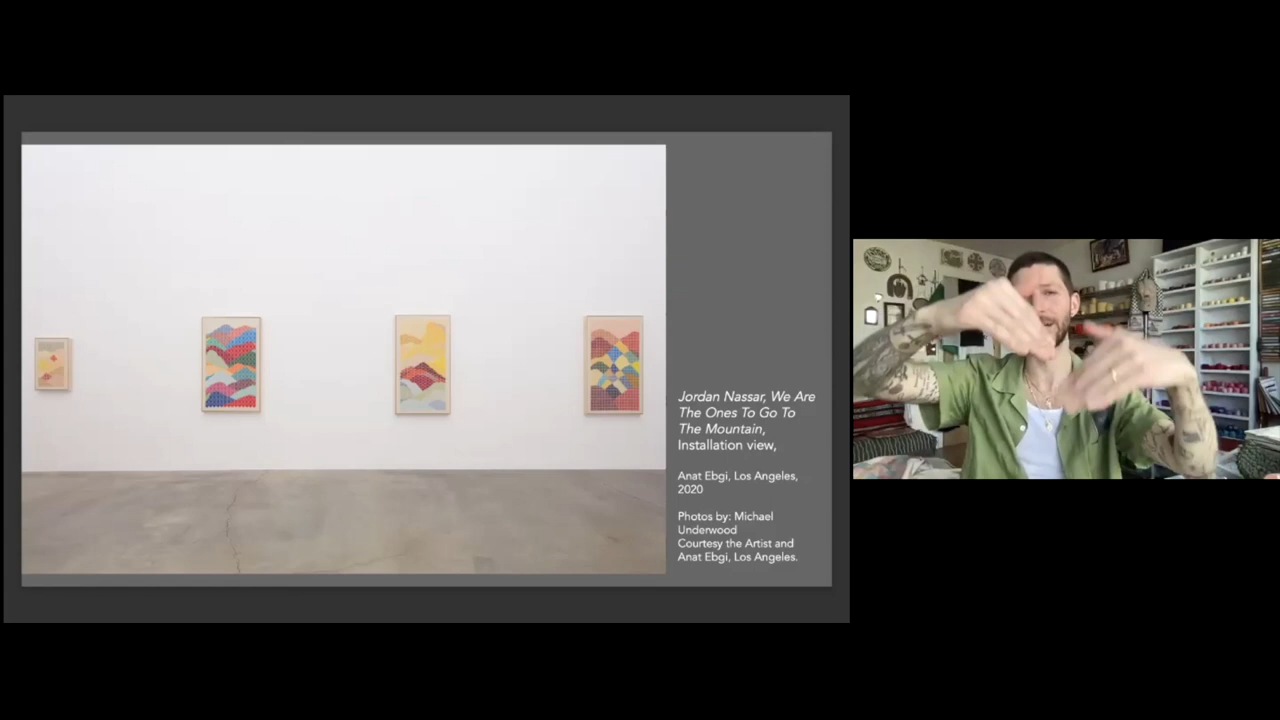 Jordan Nassar, We Are
The Ones To Go To
The Mountain,
Installation view,
Anat Ebgi, Los Angeles,
2020
Photos by: Michael
Underwood
Courtesy the Artist and
Anat Ebgi, Los Angeles.